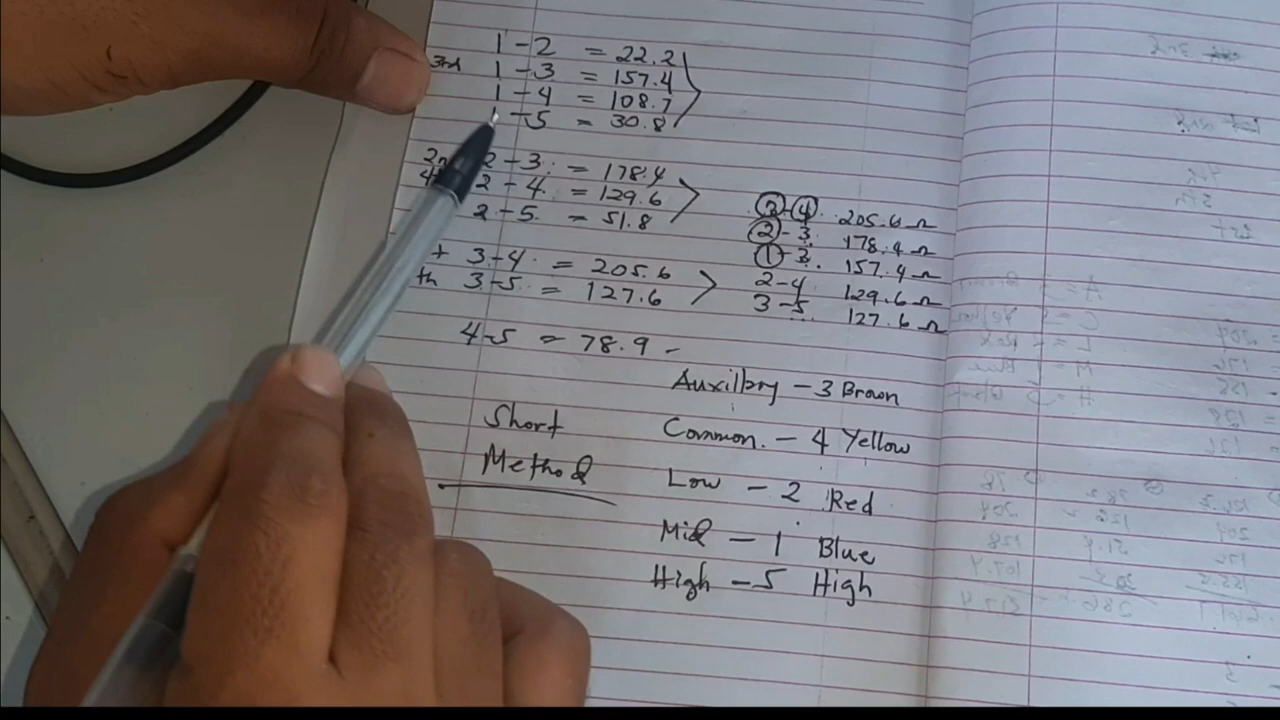 1 - 2 = 22.2
3rd 1 - 3 = 157.4
1 - 4 = 108.7
1 - 5 = 30.8
2 - 3 = 178.4
2 - 4 = 129.6
2 - 5 = 51.8
3 - 4 = 205.6
th 3 - 5 = 127.6
4 - 5 = 78.9
3 - 4 205.6 Ω
2 - 3 178.4 Ω
1 - 3 157.4 Ω
2 - 4 129.6 Ω
3 - 5 127.6 Ω
Short
Method
Auxillary - 3 Brown
Common - 4 Yellow
Low - 2 Red
Mid - 1 Blue
High - 5 High